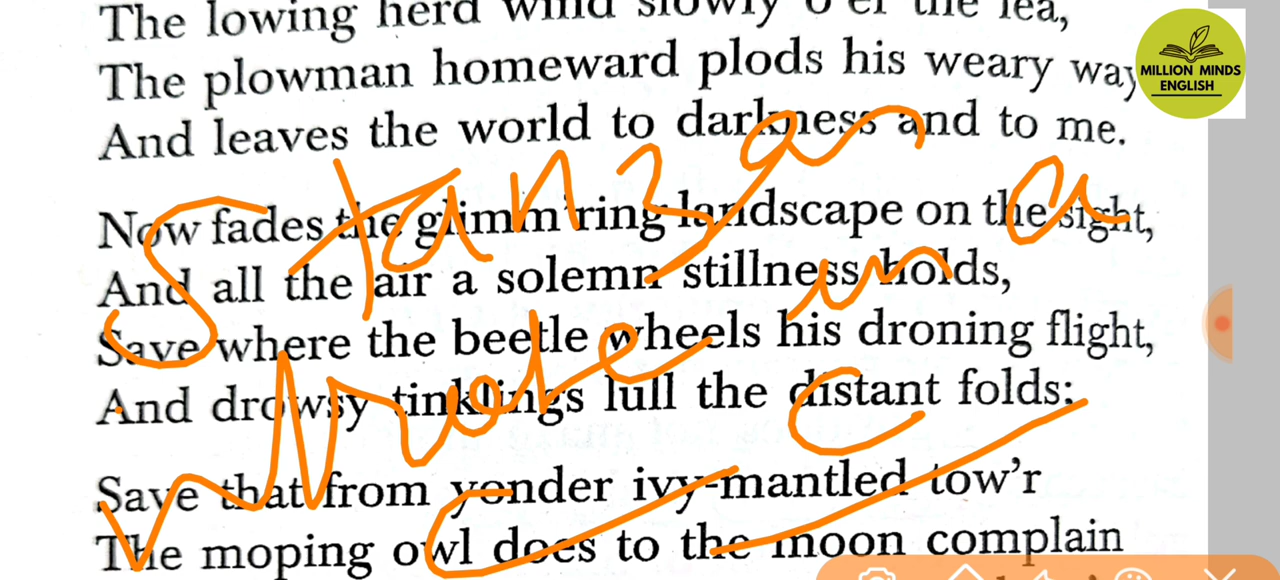 The lowing herd wind slowly o'er the lea,
The plowman homeward plods his weary way
And leaves the world to darkness and to me.
Now fades the glimm'ring landscape on the sight,
And all the air a solemn stillness holds,
Save where the beetle wheels his droning flight,
And drowsy tinklings lull the distant folds:
Save that from yonder ivy-mantled tow'r
The moping owl does to the moon complain
MILLION MINDS
ENGLISH
Stanza
a